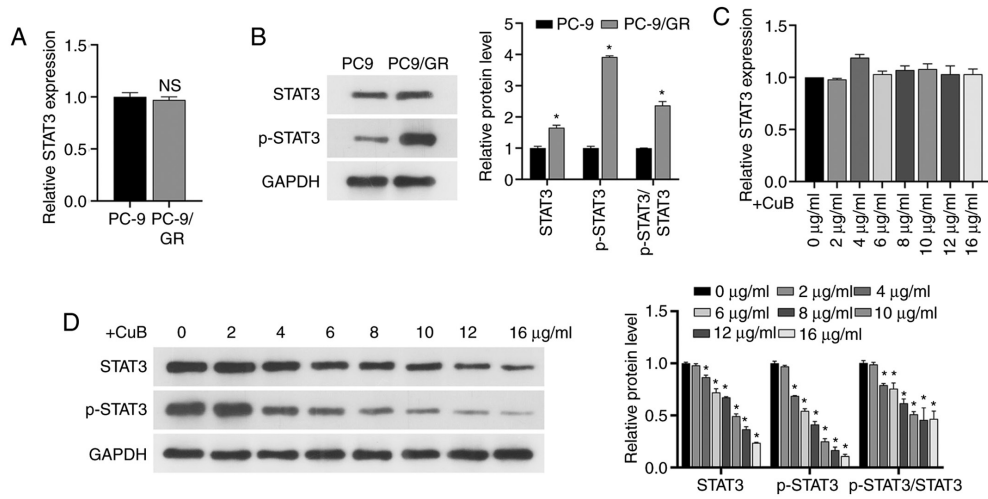 A
Relative STAT3 expression
1.5
1.0
0.5
0.0
NS
PC-9
PC-9/
GR
B
PC9 PC9/GR
STAT3
p-STAT3
GAPDH
PC-9 PC-9/GR
Relative protein level
5
4
3
2
1
0
*
*
*
STAT3
p-STAT3
p-STAT3/
STAT3
C
Relative STAT3 expression
1.5
1.0
0.5
0.0
+CuB
0 µg/ml
2 µg/ml
4 µg/ml
6 µg/ml
8 µg/ml
10 µg/ml
12 µg/ml
16 µg/ml
D
+CuB 0 2 4 6 8 10 12 16 µg/ml
STAT3
p-STAT3
GAPDH
0 µg/ml 2 µg/ml 4 µg/ml
6 µg/ml 8 µg/ml 10 µg/ml
12 µg/ml 16 µg/ml
Relative protein level
1.5
1.0
0.5
0.0
* * * * * *
* * * * * *
* * * * * *
STAT3 p-STAT3 p-STAT3/STAT3